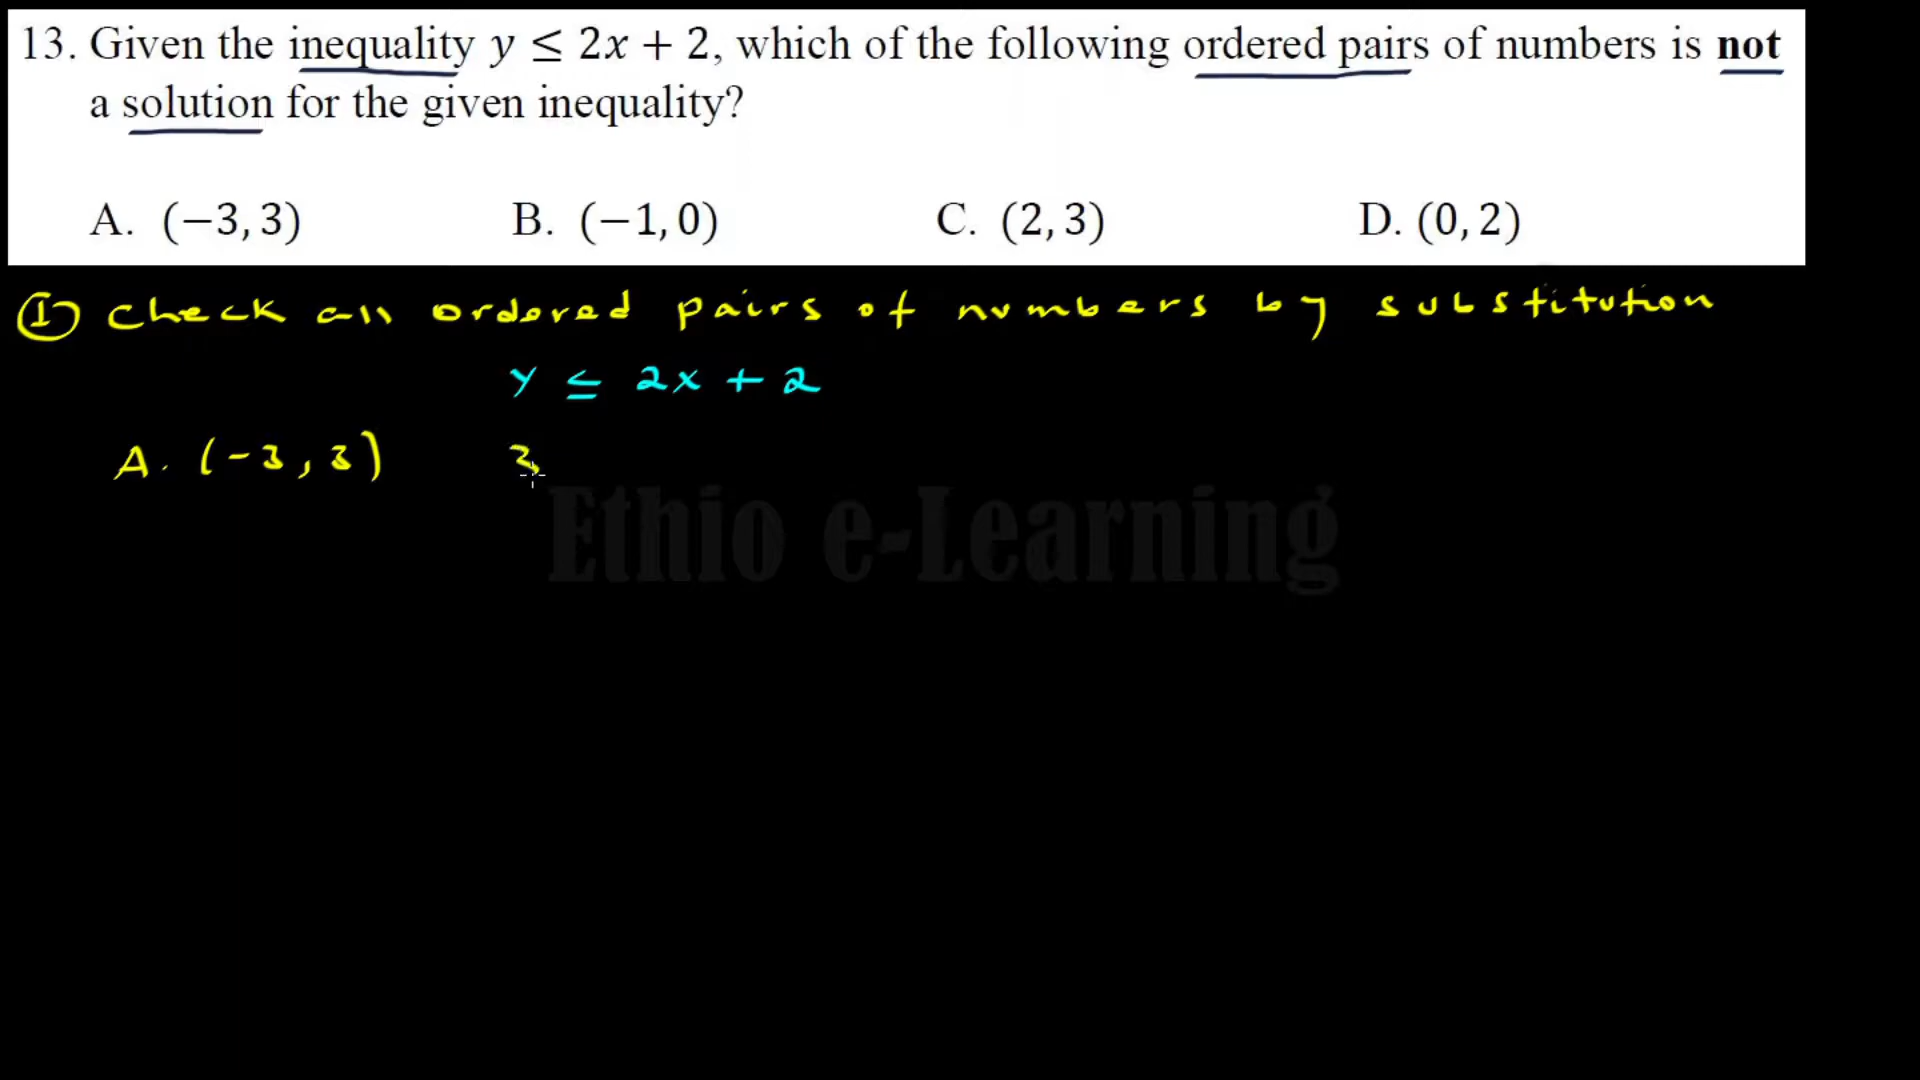 13. Given the inequality y ≤ 2x + 2, which of the following ordered pairs of numbers is not
a solution for the given inequality?
A. (−3, 3) B. (−1, 0) C. (2, 3) D. (0, 2)
① Check all ordered pairs of numbers by substitution
y ≤ 2x + 2
A. (-3, 3) 3
Ethio e-Learning